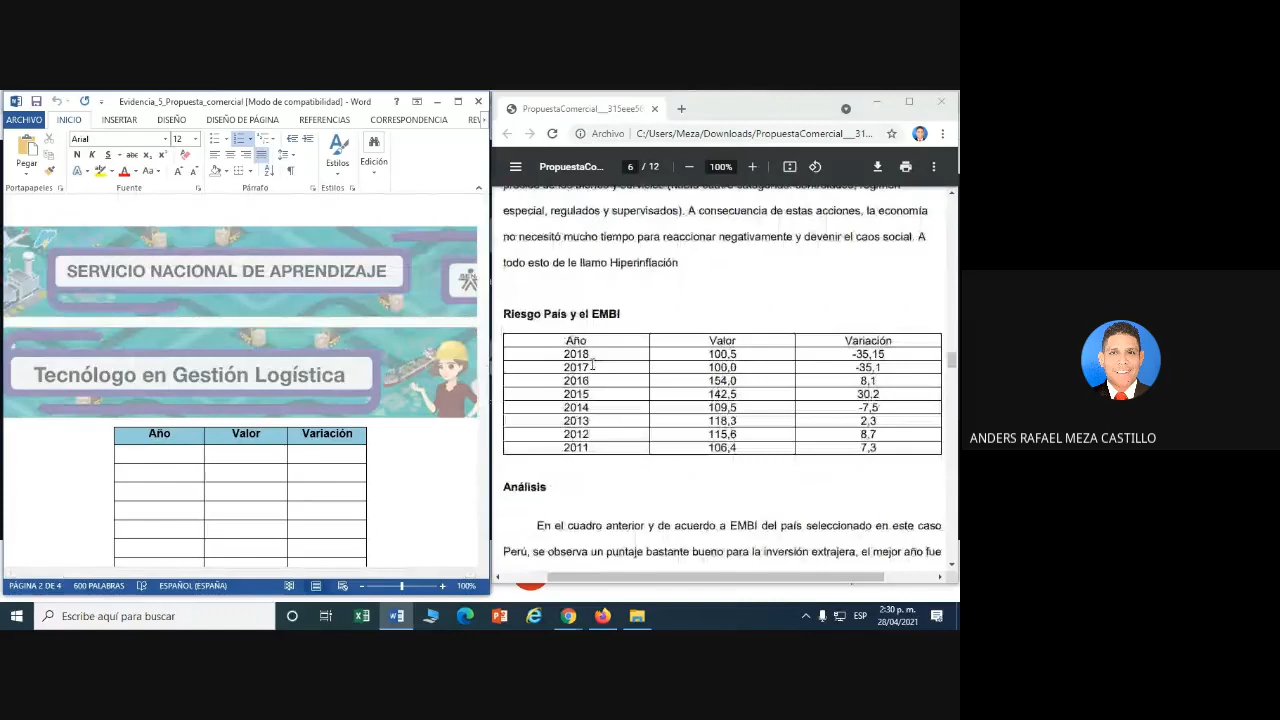 Evidencia_5_Propuesta_comercial [Modo de compatibilidad] - Word
ARCHIVO INICIO INSERTAR DISEÑO DISEÑO DE PÁGINA REFERENCIAS CORRESPONDENCIA
Arial 12
Pegar
N K S abc x₂ x²
Estilos Edición
Portapapeles Fuente Párrafo Estilos
SERVICIO NACIONAL DE APRENDIZAJE
Tecnólogo en Gestión Logística
Año Valor Variación
PÁGINA 2 DE 4 600 PALABRAS ESPAÑOL (ESPAÑA) 100%
PropuestaComercial___315eee5
Archivo C:/Users/Meza/Downloads/PropuestaComercial___31...
PropuestaCo... 6 / 12 100%
especial, regulados y supervisados). A consecuencia de estas acciones, la economía
no necesitó mucho tiempo para reaccionar negativamente y devenir el caos social. A
todo esto de le llamo Hiperinflación
Riesgo País y el EMBI
Año Valor Variación
2018 100,5 -35,15
2017 100,0 -35,1
2016 154,0 8,1
2015 142,5 30,2
2014 109,5 -7,5
2013 118,3 2,3
2012 115,6 8,7
2011 106,4 7,3
Análisis
En el cuadro anterior y de acuerdo a EMBI del país seleccionado en este caso
Perú, se observa un puntaje bastante bueno para la inversión extrajera, el mejor año fue
ANDERS RAFAEL MEZA CASTILLO
Escribe aquí para buscar
ESP
2:30 p. m.
28/04/2021